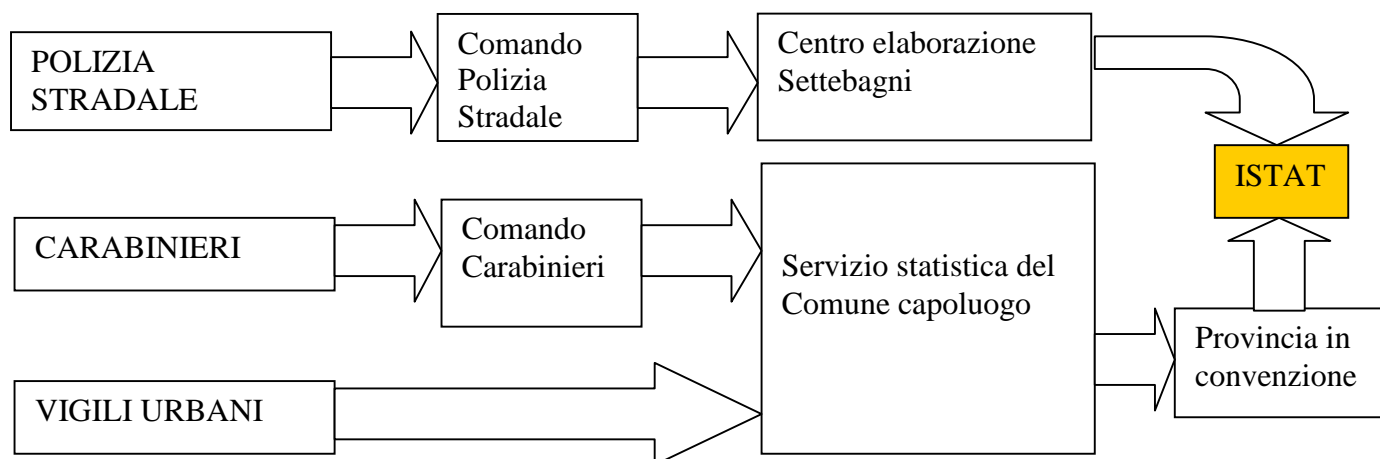 POLIZIA
STRADALE
Comando
Polizia
Stradale
Centro elaborazione
Settebagni
ISTAT
CARABINIERI
Comando
Carabinieri
Servizio statistica del
Comune capoluogo
Provincia in
convenzione
VIGILI URBANI